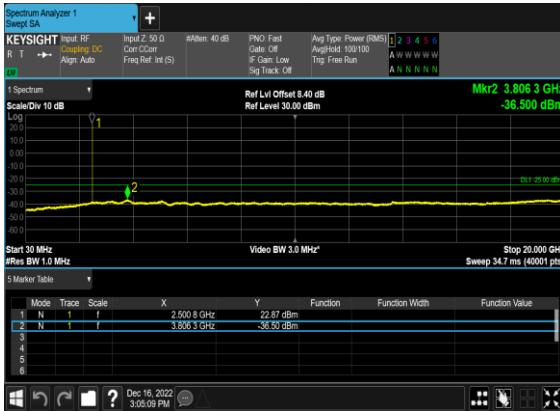 Spectrum Analyzer 1
Swept SA
+
KEYSIGHT Input: RF Input Z: 50 Ω #Atten: 40 dB PNO: Fast Avg Type: Power (RMS) 1 2 3 4 5 6
R T Coupling: DC Corr CCorr Gate: Off Avg|Hold: 100/100 A W W W W W
Align: Auto Freq Ref: Int (S) IF Gain: Low Trig: Free Run
Sig Track: Off A N N N N N
1 Spectrum
Scale/Div 10 dB Ref Lvl Offset 8.40 dB Mkr2 3.806 3 GHz
Ref Level 30.00 dBm -36.500 dBm
Log
20.0
10.0
0.00
-10.0
-20.0
-30.0
-40.0
-50.0
-60.0
1
2
DL1 -25.00 dBm
Start 30 MHz Video BW 3.0 MHz* Stop 20.000 GHz
#Res BW 1.0 MHz Sweep 34.7 ms (40001 pts)
5 Marker Table
Mode Trace Scale X Y Function Function Width Function Value
1 N 1 f 2.500 8 GHz 22.87 dBm
2 N 1 f 3.806 3 GHz -36.50 dBm
3
4
5
6
? Dec 16, 2022
3:05:09 PM